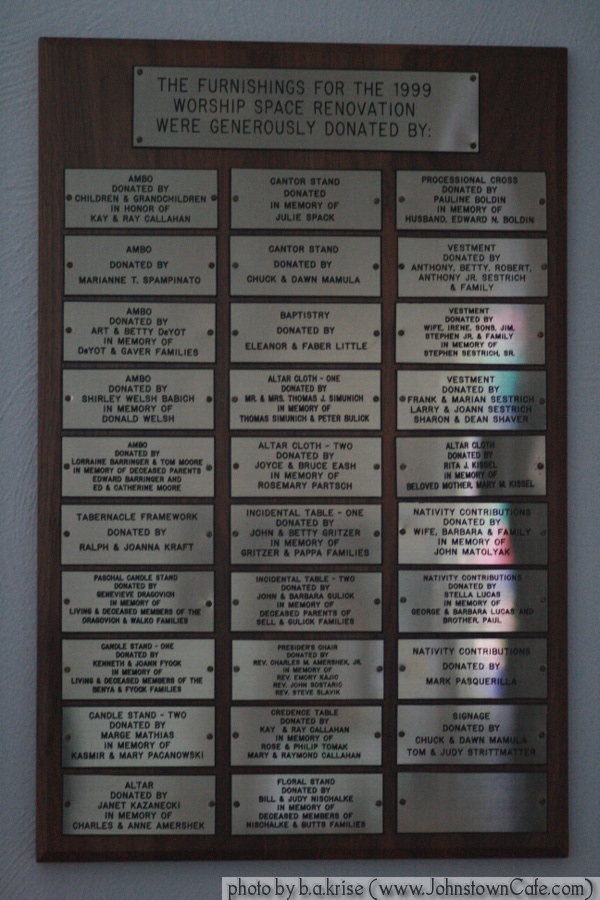 THE FURNISHINGS FOR THE 1999
WORSHIP SPACE RENOVATION
WERE GENEROUSLY DONATED BY:
AMBO
DONATED BY
CHILDREN & GRANDCHILDREN
IN HONOR OF
KAY & RAY CALLAHAN
CANTOR STAND
DONATED
IN MEMORY OF
JULIE SPACK
PROCESSIONAL CROSS
DONATED BY
PAULINE BOLDIN
IN MEMORY OF
HUSBAND, EDWARD N. BOLDIN
AMBO
DONATED BY
MARIANNE T. SPAMPINATO
CANTOR STAND
DONATED BY
CHUCK & DAWN MAMULA
VESTMENT
DONATED BY
ANTHONY, BETTY, ROBERT,
ANTHONY JR. SESTRICH
& FAMILY
AMBO
DONATED BY
ART & BETTY DeYOT
IN MEMORY OF
DeYOT & GAVER FAMILIES
BAPTISTRY
DONATED BY
ELEANOR & FABER LITTLE
VESTMENT
DONATED BY
WIFE, IRENE, SONS, JIM,
STEPHEN JR. & FAMILY
IN MEMORY OF
STEPHEN SESTRICH, SR.
AMBO
DONATED BY
SHIRLEY WELSH BABICH
IN MEMORY OF
DONALD WELSH
ALTAR CLOTH - ONE
DONATED BY
MR. & MRS. THOMAS J. SIMUNICH
IN MEMORY OF
THOMAS SIMUNICH & PETER BULICK
VESTMENT
DONATED BY
FRANK & MARIAN SESTRICH
LARRY & JOANN SESTRICH
SHARON & DEAN SHAVER
AMBO
DONATED BY
LORRAINE BARRINGER & TOM MOORE
IN MEMORY OF DECEASED PARENTS
EDWARD BARRINGER AND
ED & CATHERINE MOORE
ALTAR CLOTH - TWO
DONATED BY
JOYCE & BRUCE EASH
IN MEMORY OF
ROSEMARY PARTSCH
ALTAR CLOTH
DONATED BY
RITA J. KISSEL
IN MEMORY OF
BELOVED MOTHER, MARY M. KISSEL
TABERNACLE FRAMEWORK
DONATED BY
RALPH & JOANNA KRAFT
INCIDENTAL TABLE - ONE
DONATED BY
JOHN & BETTY GRITZER
IN MEMORY OF
GRITZER & PAPPA FAMILIES
NATIVITY CONTRIBUTIONS
DONATED BY
WIFE, BARBARA & FAMILY
IN MEMORY OF
JOHN MATOLYAK
PASCHAL CANDLE STAND
DONATED BY
GENEVIEVE DRAGOVICH
IN MEMORY OF
LIVING & DECEASED MEMBERS OF THE
DRAGOVICH & WALKO FAMILIES
INCIDENTAL TABLE - TWO
DONATED BY
JOHN & BARBARA GULICK
IN MEMORY OF
DECEASED PARENTS OF
SELL & GULICK FAMILIES
NATIVITY CONTRIBUTIONS
DONATED BY
STELLA LUCAS
IN MEMORY OF
GEORGE & BARBARA LUCAS AND
BROTHER, PAUL
CANDLE STAND - ONE
DONATED BY
KENNETH & JOANN FYOCK
IN MEMORY OF
LIVING & DECEASED MEMBERS OF THE
BENYA & FYOCK FAMILIES
PRESIDER'S CHAIR
DONATED BY
REV. CHARLES M. AMERSHEK, JR.
IN MEMORY OF
REV. EMORY KAJIC
REV. JOHN SOSTARIC
REV. STEVE SLAVIK
NATIVITY CONTRIBUTIONS
DONATED BY
MARK PASQUERILLA
CANDLE STAND - TWO
DONATED BY
MARGE MATHIAS
IN MEMORY OF
KASMIR & MARY PACANOWSKI
CREDENCE TABLE
DONATED BY
KAY & RAY CALLAHAN
IN MEMORY OF
ROSE & PHILIP TOMAK
MARY & RAYMOND CALLAHAN
SIGNAGE
DONATED BY
CHUCK & DAWN MAMULA
TOM & JUDY STRITTMATTER
ALTAR
DONATED BY
JANET KAZANECKI
IN MEMORY OF
CHARLES & ANNE AMERSHEK
FLORAL STAND
DONATED BY
BILL & JUDY NISCHALKE
IN MEMORY OF
DECEASED MEMBERS OF
NISCHALKE & BUTTS FAMILIES
photo by b.a.krise (www.JohnstownCafe.com)